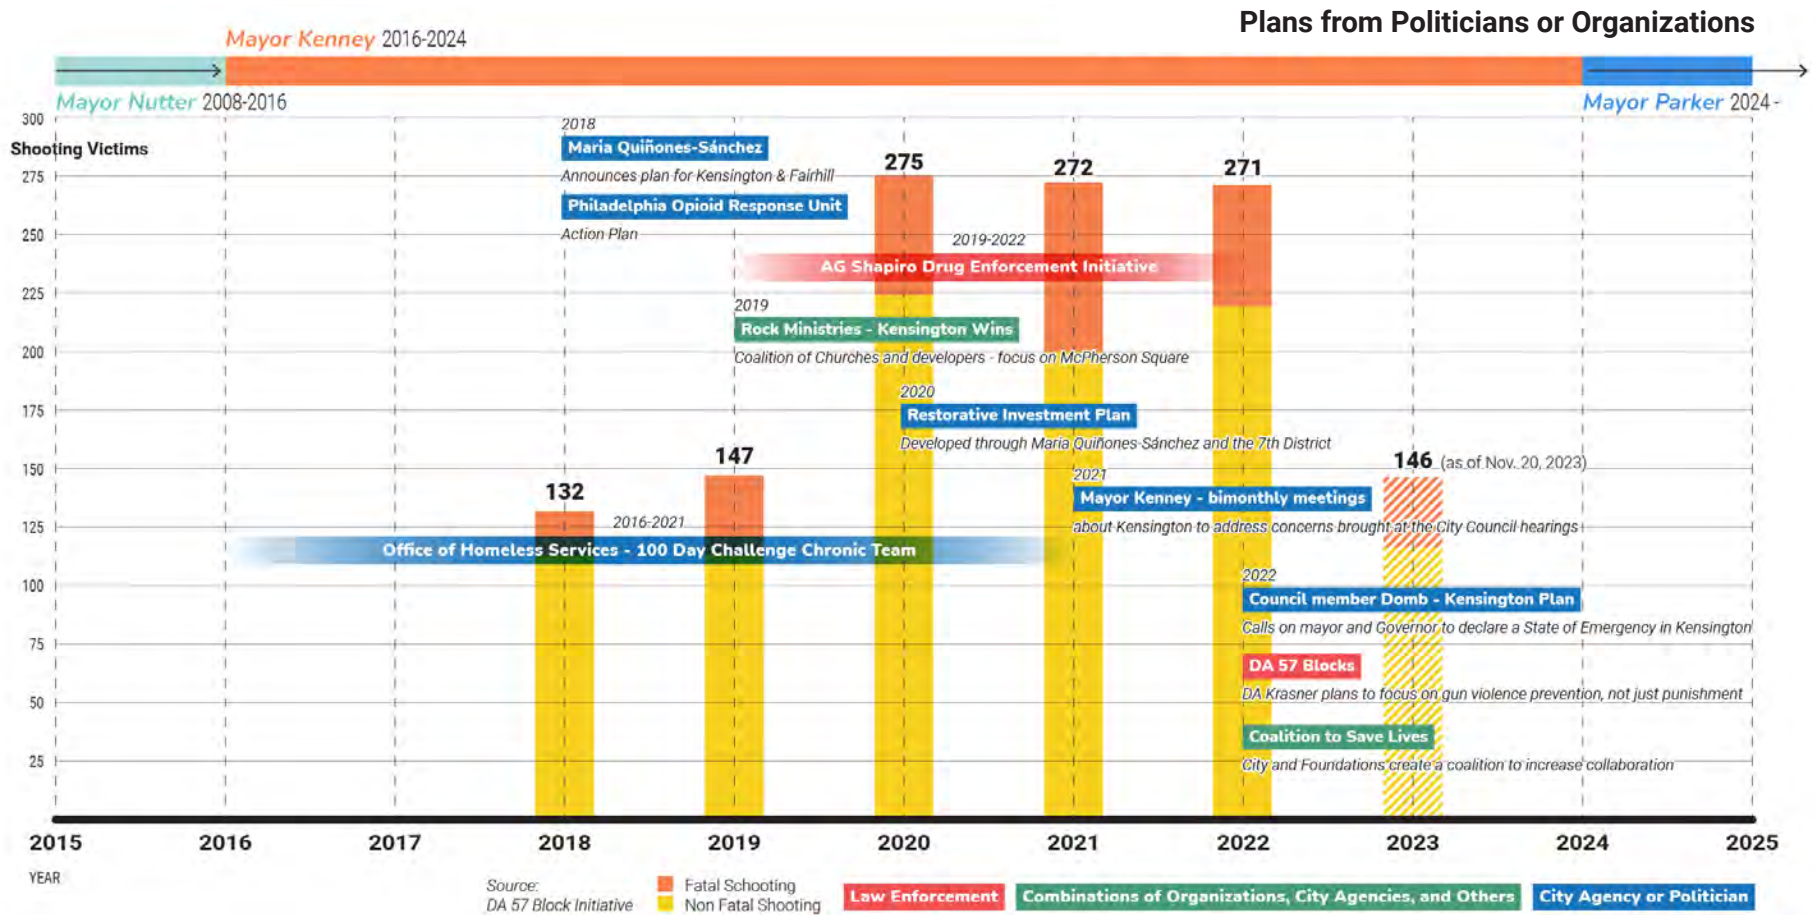 Plans from Politicians or Organizations
Mayor Kenney 2016-2024
Mayor Nutter 2008-2016
Mayor Parker 2024 -
300
Shooting Victims
275
250
225
200
175
150
125
100
75
50
25
2018
Maria Quiñones-Sánchez
Announces plan for Kensington & Fairhill
Philadelphia Opioid Response Unit
Action Plan
275
272
271
2019-2022
AG Shapiro Drug Enforcement Initiative
2019
Rock Ministries - Kensington Wins
Coalition of Churches and developers - focus on McPherson Square
2020
Restorative Investment Plan
Developed through Maria Quiñones-Sánchez and the 7th District
132
147
146 (as of Nov. 20, 2023)
2021
Mayor Kenney - bimonthly meetings
about Kensington to address concerns brought at the City Council hearings
2016-2021
Office of Homeless Services - 100 Day Challenge Chronic Team
2022
Council member Domb - Kensington Plan
Calls on mayor and Governor to declare a State of Emergency in Kensington
DA 57 Blocks
DA Krasner plans to focus on gun violence prevention, not just punishment
Coalition to Save Lives
City and Foundations create a coalition to increase collaboration
2015 2016 2017 2018 2019 2020 2021 2022 2023 2024 2025
YEAR
Source:
DA 57 Block Initiative
Fatal Schooting
Non Fatal Shooting
Law Enforcement
Combinations of Organizations, City Agencies, and Others
City Agency or Politician